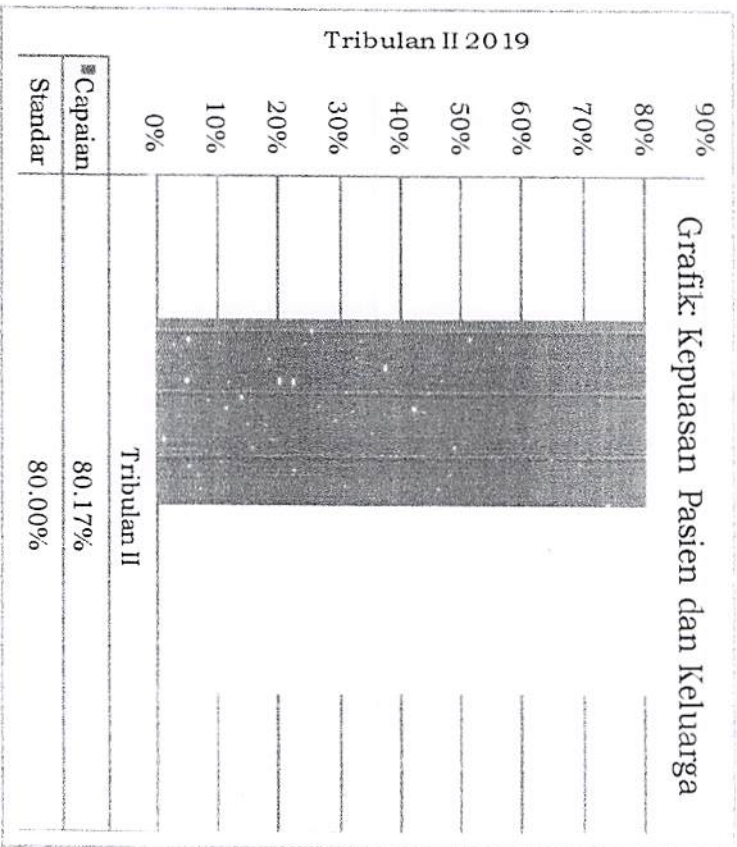 Grafik: Kepuasan Pasien dan Keluarga
Tribulan II 2019
90%
80%
70%
60%
50%
40%
30%
20%
10%
0%
Tribulan II
Capaian 80.17%
Standar 80.00%